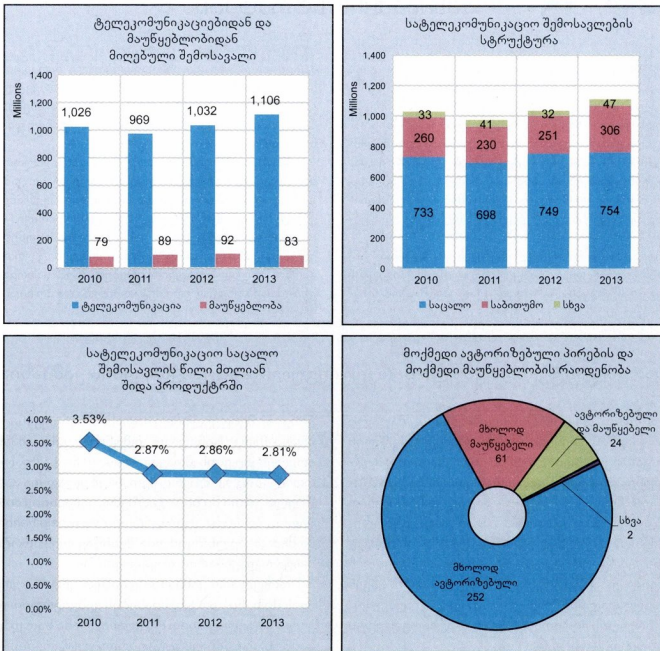 ტელეკომუნიკაციებიდან და
მაუწყებლობიდან
მიღებული შემოსავალი
Millions
1,400
1,200
1,000
800
600
400
200
0
1,026
969
1,032
1,106
79
89
92
83
2010
2011
2012
2013
ტელეკომუნიკაცია
მაუწყებლობა
სატელეკომუნიკაციო შემოსავლების
სტრუქტურა
Millions
1,400
1,200
1,000
800
600
400
200
0
33
41
32
47
260
230
251
306
733
698
749
754
2010
2011
2012
2013
საცალო
საბითუმო
სხვა
სატელეკომუნიკაციო საცალო
შემოსავლის წილი მთლიან
შიდა პროდუქტრში
4.00%
3.50%
3.00%
2.50%
2.00%
1.50%
1.00%
0.50%
0.00%
3.53%
2.87%
2.86%
2.81%
2010
2011
2012
2013
მოქმედი ავტორიზებული პირების და
მოქმედი მაუწყებლობის რაოდენობა
მხოლოდ
მაუწყებელი
61
ავტორიზებული
და მაუწყებელი
24
სხვა
2
მხოლოდ
ავტორიზებული
252